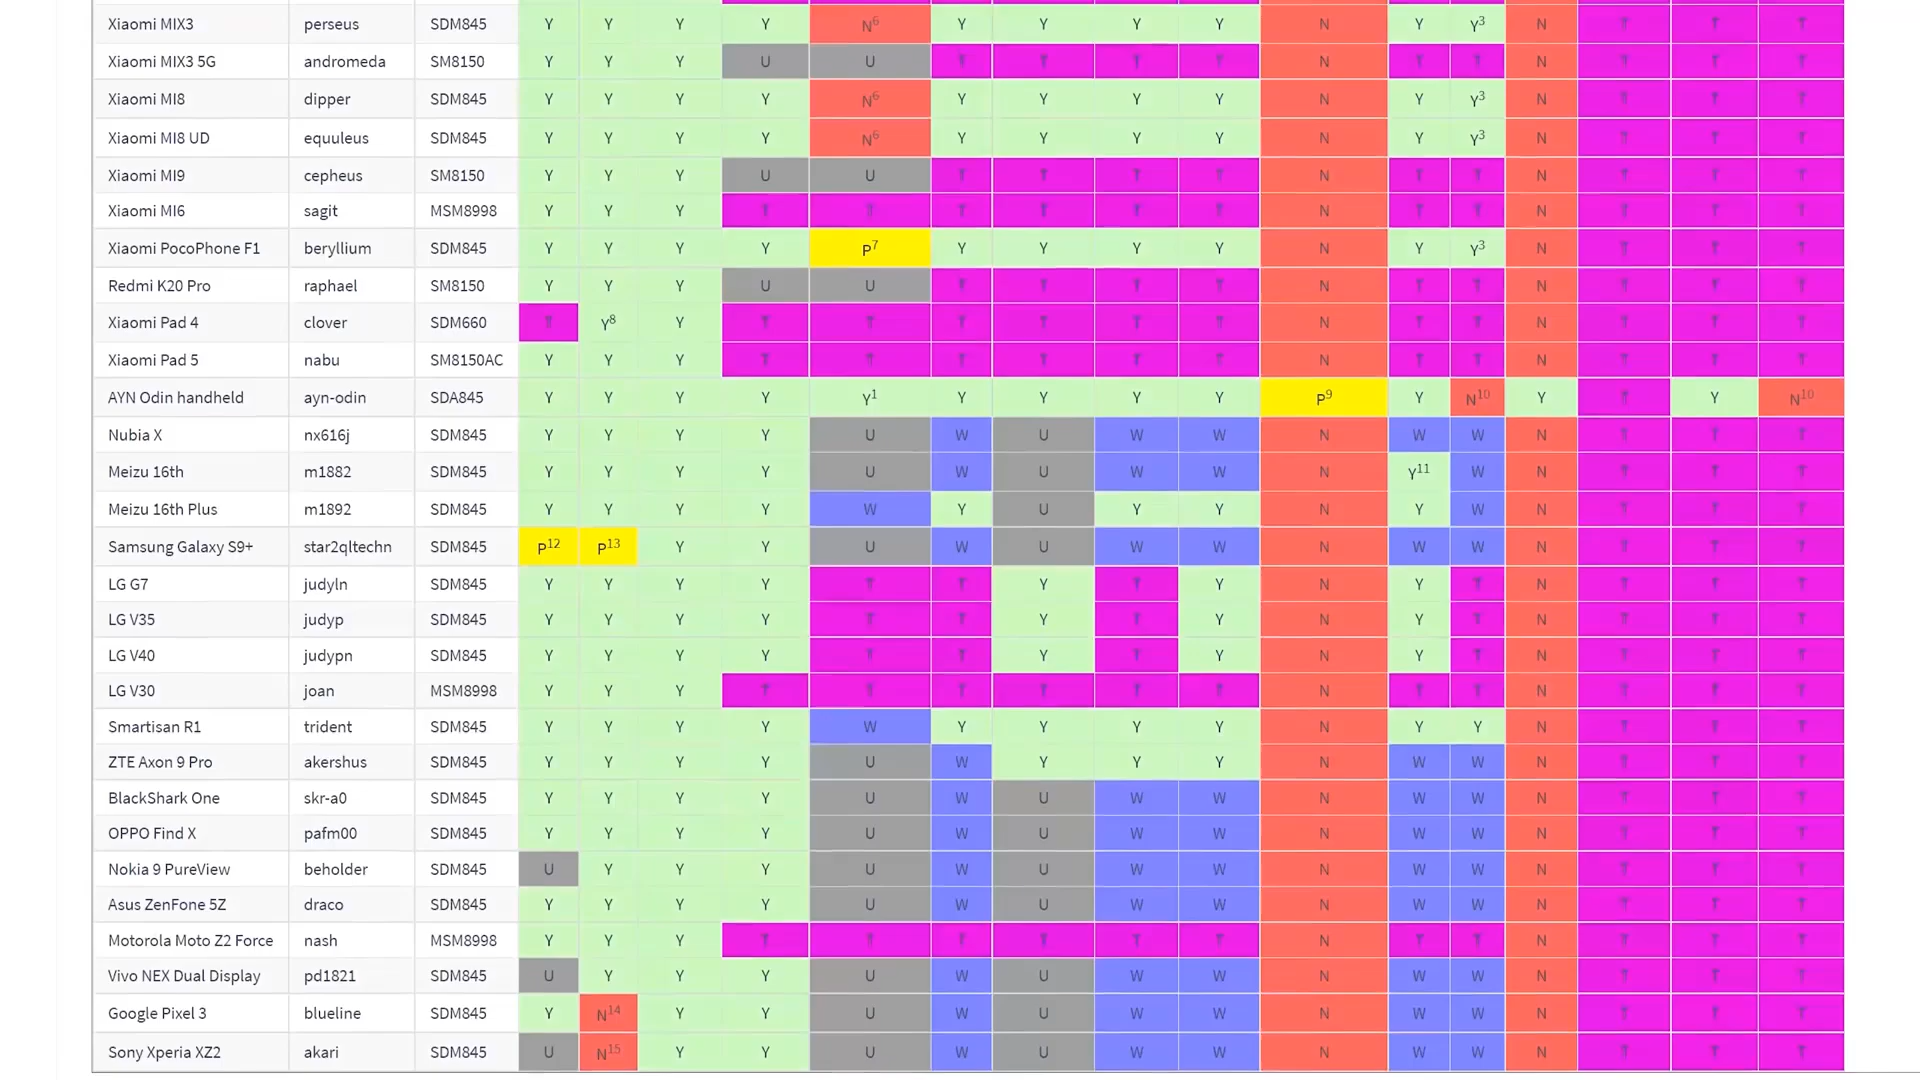 Xiaomi MIX3 perseus SDM845 Y Y Y Y N6 Y Y Y Y N Y Y3 N T T T
Xiaomi MIX3 5G andromeda SM8150 Y Y Y U U T T T T N T T N T T T
Xiaomi MI8 dipper SDM845 Y Y Y Y N6 Y Y Y Y N Y Y3 N T T T
Xiaomi MI8 UD equuleus SDM845 Y Y Y Y N6 Y Y Y Y N Y Y3 N T T T
Xiaomi MI9 cepheus SM8150 Y Y Y U U T T T T N T T N T T T
Xiaomi MI6 sagit MSM8998 Y Y Y T T T T T T N T T N T T T
Xiaomi PocoPhone F1 beryllium SDM845 Y Y Y Y P7 Y Y Y Y N Y Y3 N T T T
Redmi K20 Pro raphael SM8150 Y Y Y U U T T T T N T T N T T T
Xiaomi Pad 4 clover SDM660 T Y8 Y T T T T T T N T T N T T T
Xiaomi Pad 5 nabu SM8150AC Y Y Y T T T T T T N T T N T T T
AYN Odin handheld ayn-odin SDA845 Y Y Y Y Y1 Y Y Y Y P9 Y N10 Y T Y N10
Nubia X nx616j SDM845 Y Y Y Y U W U W W N W W N T T T
Meizu 16th m1882 SDM845 Y Y Y Y U W U W W N Y11 W N T T T
Meizu 16th Plus m1892 SDM845 Y Y Y Y W Y U Y Y N Y W N T T T
Samsung Galaxy S9+ star2qltechn SDM845 P12 P13 Y Y U W U W W N W W N T T T
LG G7 judyln SDM845 Y Y Y Y T T Y T Y N Y T N T T T
LG V35 judyp SDM845 Y Y Y Y T T Y T Y N Y T N T T T
LG V40 judypn SDM845 Y Y Y Y T T Y T Y N Y T N T T T
LG V30 joan MSM8998 Y Y Y T T T T T T N T T N T T T
Smartisan R1 trident SDM845 Y Y Y Y W Y Y Y Y N Y Y N T T T
ZTE Axon 9 Pro akershus SDM845 Y Y Y Y U W Y Y Y N W W N T T T
BlackShark One skr-a0 SDM845 Y Y Y Y U W U W W N W W N T T T
OPPO Find X pafm00 SDM845 Y Y Y Y U W U W W N W W N T T T
Nokia 9 PureView beholder SDM845 U Y Y Y U W U W W N W W N T T T
Asus ZenFone 5Z draco SDM845 Y Y Y Y U W U W W N W W N T T T
Motorola Moto Z2 Force nash MSM8998 Y Y Y T T T T T T N T T N T T T
Vivo NEX Dual Display pd1821 SDM845 U Y Y Y U W U W W N W W N T T T
Google Pixel 3 blueline SDM845 Y N14 Y Y U W U W W N W W N T T T
Sony Xperia XZ2 akari SDM845 U N15 Y Y U W U W W N W W N T T T